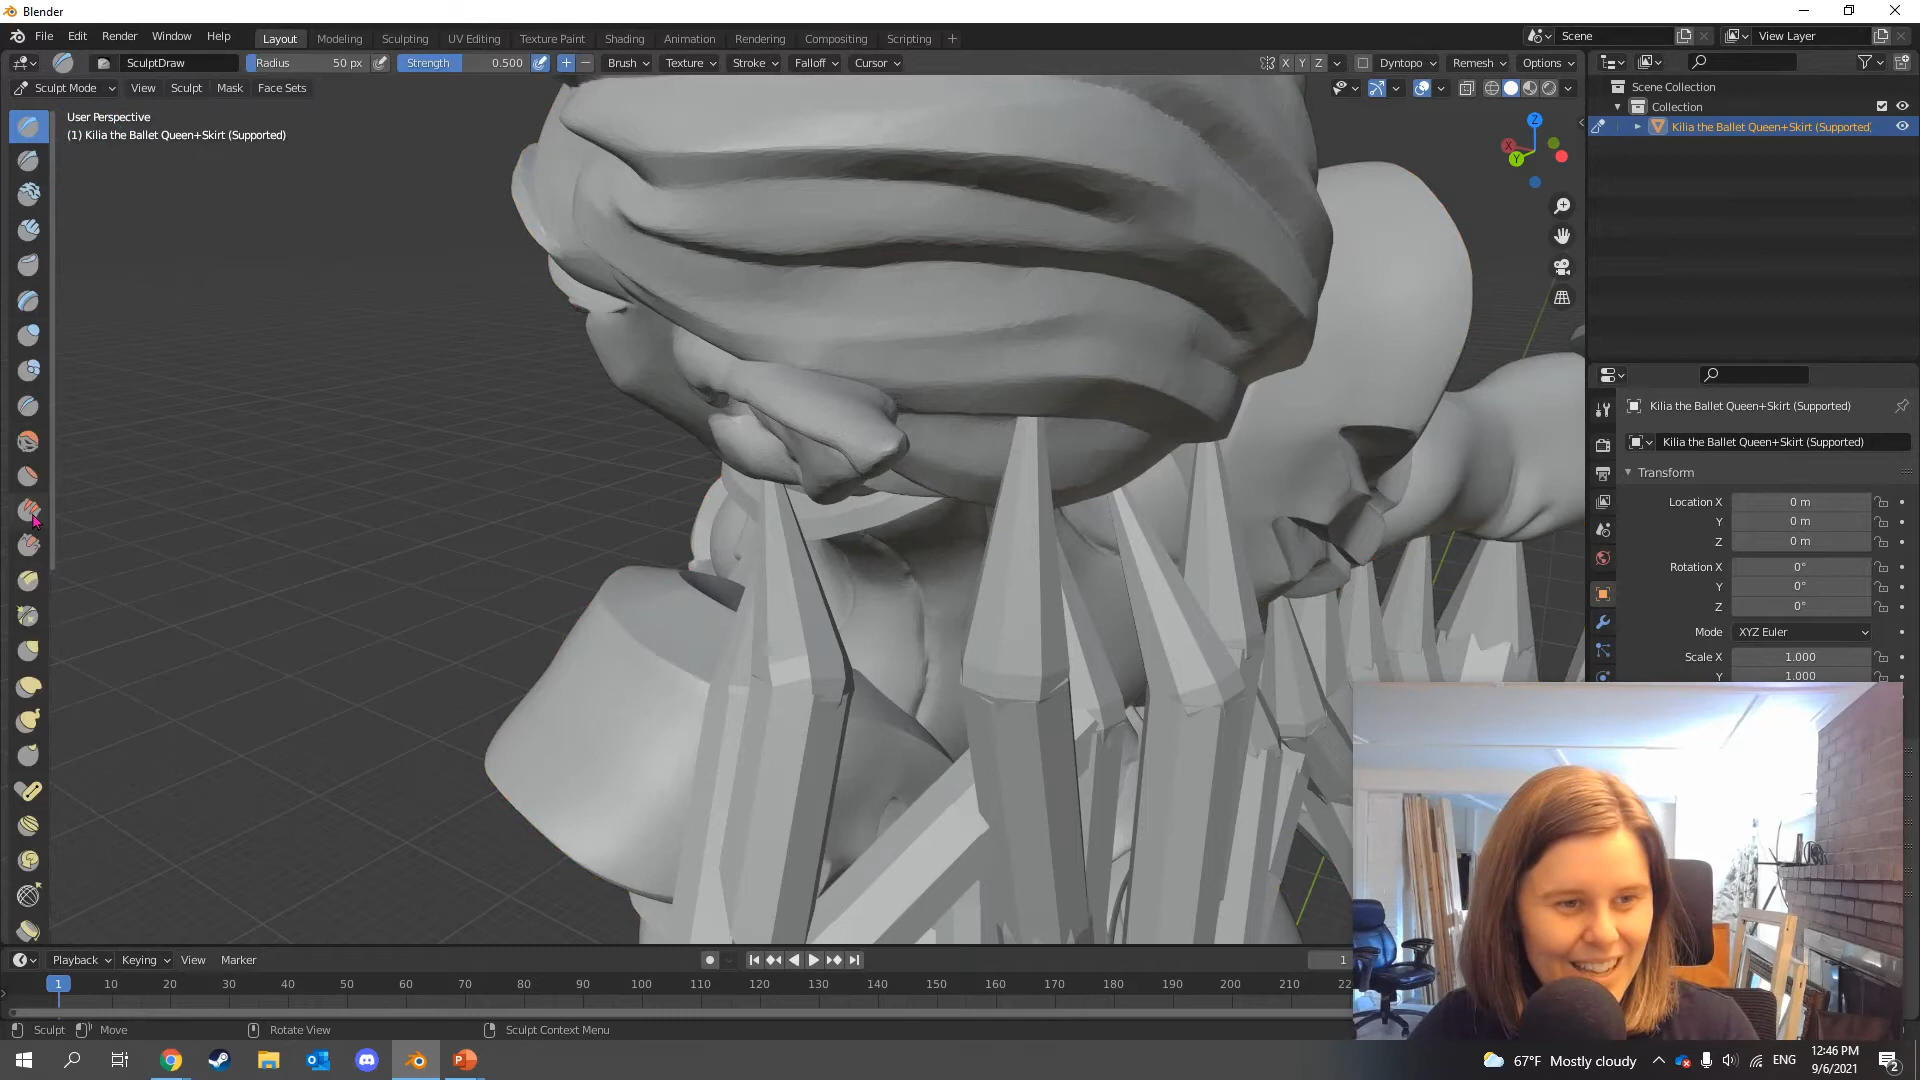 Blender
File Edit Render Window Help
Layout Modeling Sculpting UV Editing Texture Paint Shading Animation Rendering Compositing Scripting
Scene
View Layer
SculptDraw
Radius 50 px
Strength 0.500
Brush Texture Stroke Falloff Cursor
X Y Z
Dyntopo Remesh Options
Sculpt Mode View Sculpt Mask Face Sets
User Perspective
(1) Kilia the Ballet Queen+Skirt (Supported)
Z
X
Y
Scene Collection
Collection
Kilia the Ballet Queen+Skirt (Supported)
Kilia the Ballet Queen+Skirt (Supported)
Kilia the Ballet Queen+Skirt (Supported)
Transform
Location X 0 m
Y 0 m
Z 0 m
Rotation X 0°
Y 0°
Z 0°
Mode XYZ Euler
Scale X 1.000
Y 1.000
Playback Keying View Marker
1
1 10 20 30 40 50 60 70 80 90 100 110 120 130 140 150 160 170 180 190 200 210 22
Sculpt Move Rotate View Sculpt Context Menu
67°F Mostly cloudy
ENG
12:46 PM
9/6/2021
2